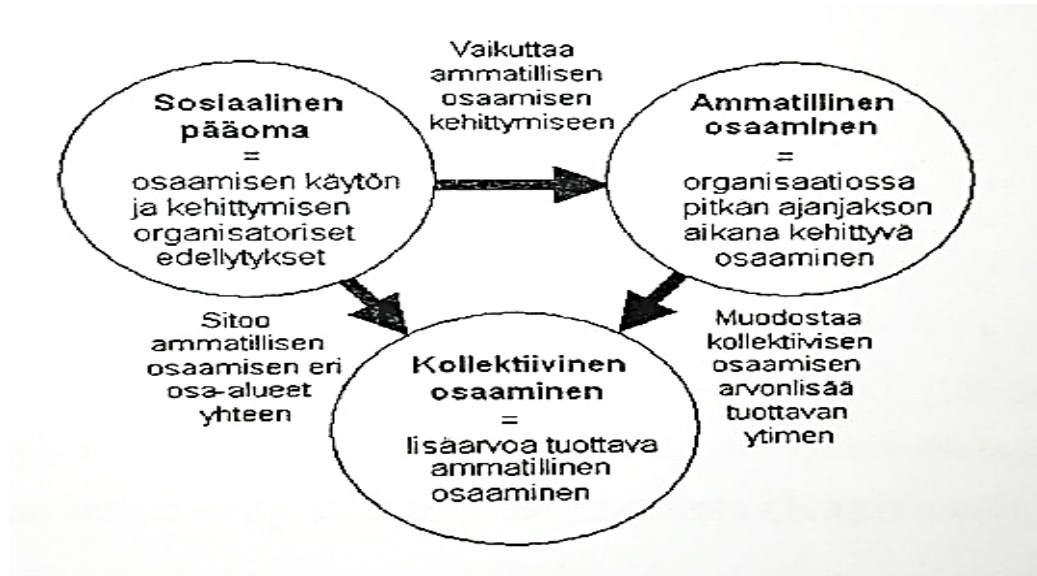 Vaikuttaa
ammatillisen
osaamisen
kehittymiseen
Sosiaalinen
pääoma
=
osaamisen käytön
ja kehittymisen
organisatoriset
edellytykset
Ammatillinen
osaaminen
=
organisaatiossa
pitkan ajanjakson
aikana kehittyvä
osaaminen
Sitoo
ammatillisen
osaamisen eri
osa-alueet
yhteen
Kollektiivinen
osaaminen
=
lisäarvoa tuottava
ammatillinen
osaaminen
Muodostaa
kollektiivisen
osaamisen
arvonlisää
tuottavan
ytimen